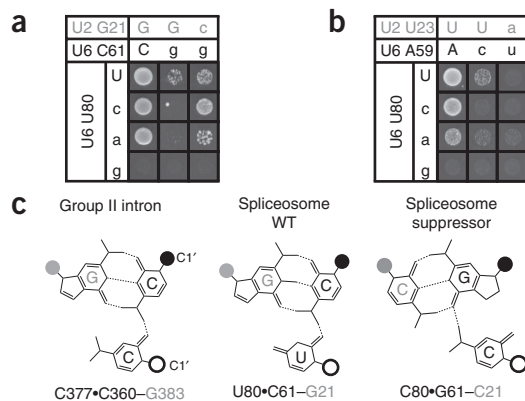 a
U2 G21 G G c
U6 C61 C g g
U6 U80
U
c
a
g
b
U2 U23 U U a
U6 A59 A c u
U6 U80
U
c
a
g
c
Group II intron
Spliceosome
WT
Spliceosome
suppressor
G C C1′
C C1′
G C
U
C G
C
C377•C360–G383
U80•C61–G21
C80•G61–C21